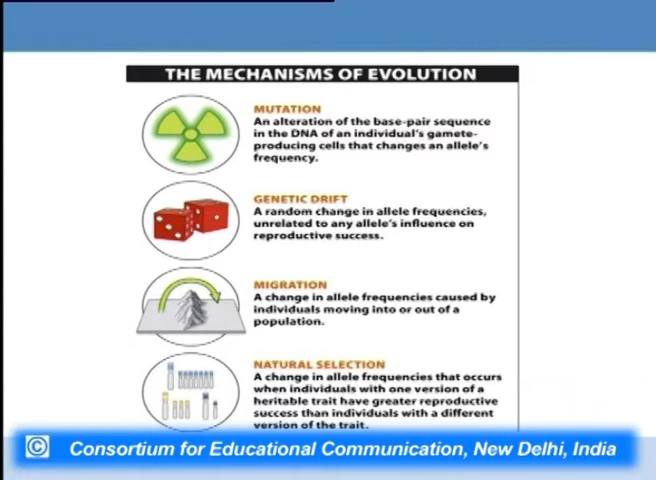 THE MECHANISMS OF EVOLUTION
MUTATION
An alteration of the base-pair sequence
in the DNA of an individual's gamete-
producing cells that changes an allele's
frequency.
GENETIC DRIFT
A random change in allele frequencies,
unrelated to any allele's influence on
reproductive success.
MIGRATION
A change in allele frequencies caused by
individuals moving into or out of a
population.
NATURAL SELECTION
A change in allele frequencies that occurs
when individuals with one version of a
heritable trait have greater reproductive
success than individuals with a different
version of the trait.
© Consortium for Educational Communication, New Delhi, India